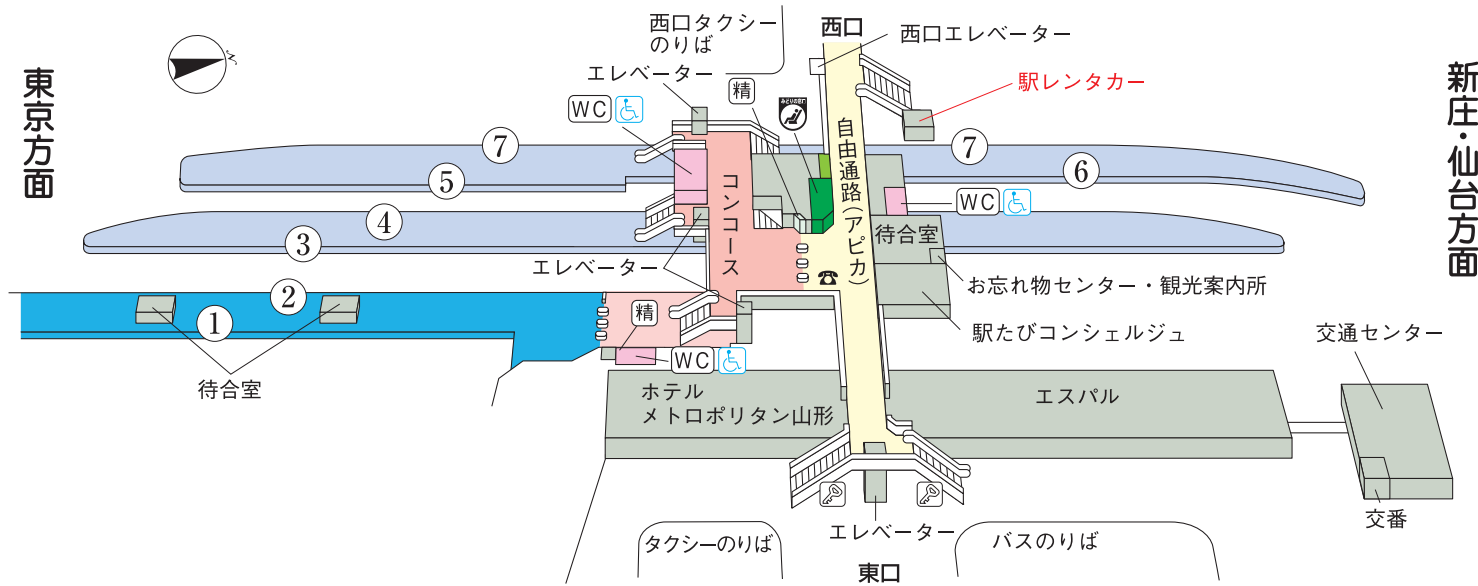 西口タクシー
のりば
西口
西口エレベーター
エレベーター
駅レンタカー
東京方面
新庄・仙台方面
精
みどりの窓口
WC
自由通路(アピカ)
コンコース
7
7
5
6
WC
4
3
待合室
エレベーター
お忘れ物センター・観光案内所
2
1
精
駅たびコンシェルジュ
交通センター
WC
待合室
ホテル
メトロポリタン山形
エスパル
交番
エレベーター
タクシーのりば
バスのりば
東口